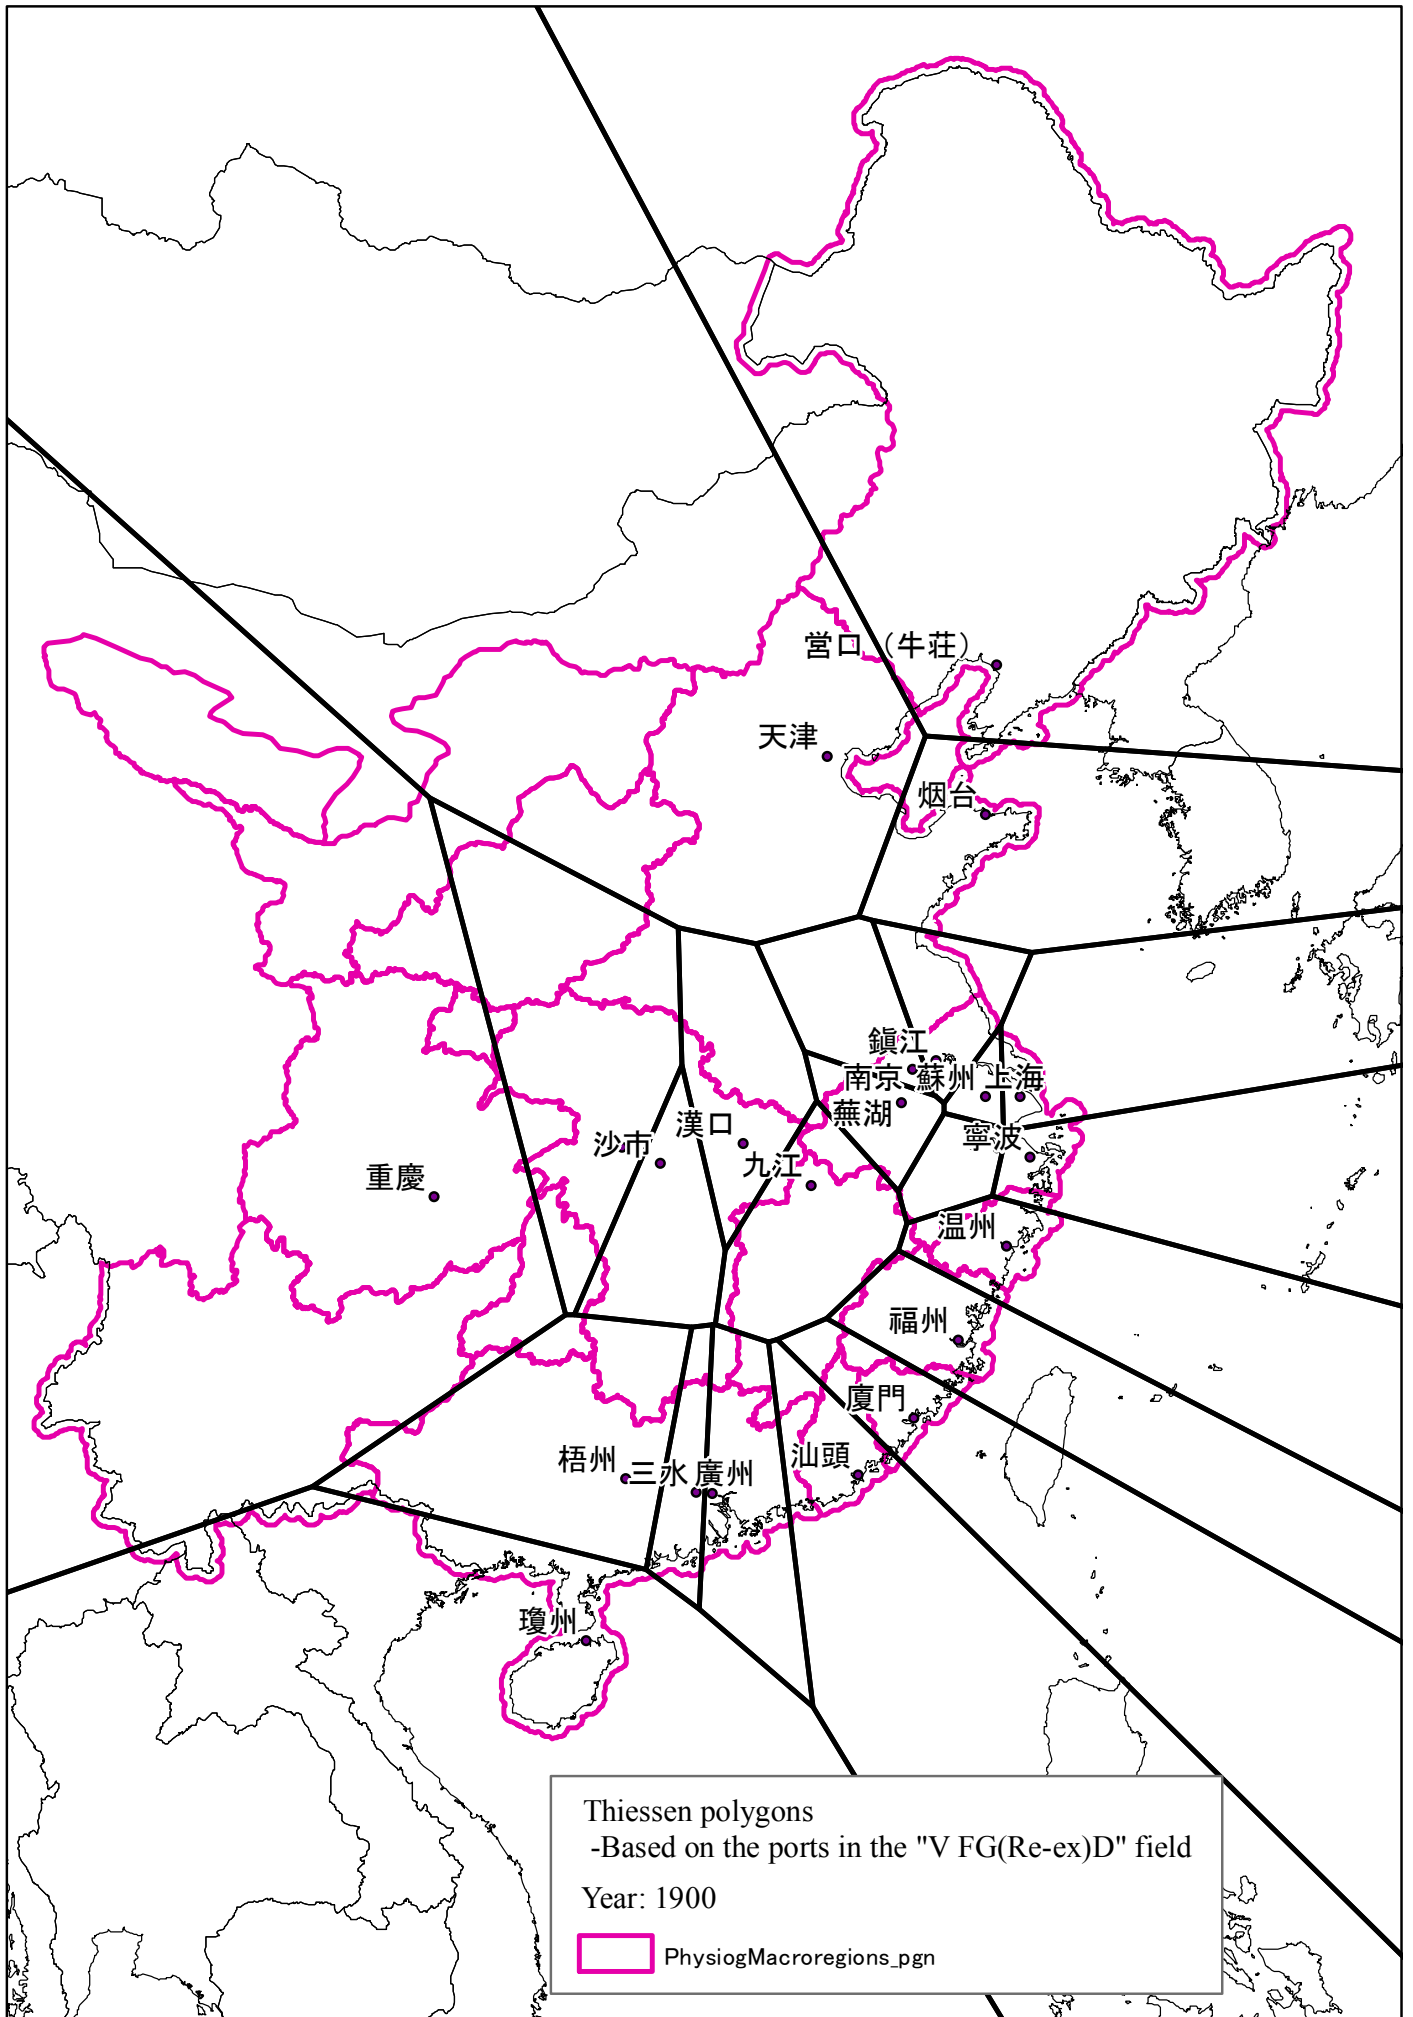 営口（牛荘）
天津
烟台
鎮江
南京
蘇州
上海
蕪湖
漢口
沙市
寧波
九江
重慶
温州
福州
廈門
梧州
三水
廣州
汕頭
瓊州
Thiessen polygons
-Based on the ports in the "V FG(Re-ex)D" field
Year: 1900
PhysiogMacroregions_pgn